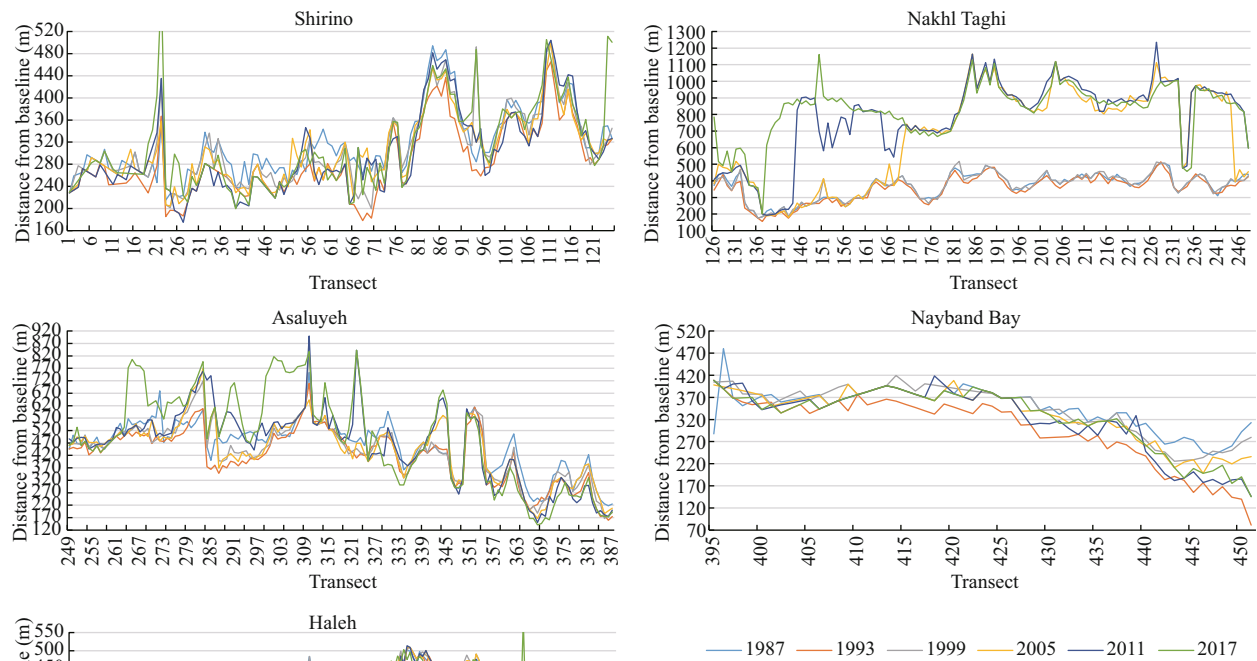 Shirino
Distance from baseline (m)
520
480
440
400
360
320
280
240
200
160
1 6 11 16 21 26 31 36 41 46 51 56 61 66 71 76 81 86 91 96 101 106 111 116 121
Transect
Nakhl Taghi
Distance from baseline (m)
1300
1200
1100
1000
900
800
700
600
500
400
300
200
100
126 131 136 141 146 151 156 161 166 171 176 181 186 191 196 201 206 211 216 221 226 231 236 241 246
Transect
Asaluyeh
Distance from baseline (m)
920
870
820
770
720
670
620
570
520
470
420
370
320
270
220
170
120
249 255 261 267 273 279 285 291 297 303 309 315 321 327 333 339 345 351 357 363 369 375 381 387
Transect
Nayband Bay
Distance from baseline (m)
520
470
420
370
320
270
220
170
120
70
395 400 405 410 415 420 425 430 435 440 445 450
Transect
Haleh
550
500
1987 1993 1999 2005 2011 2017